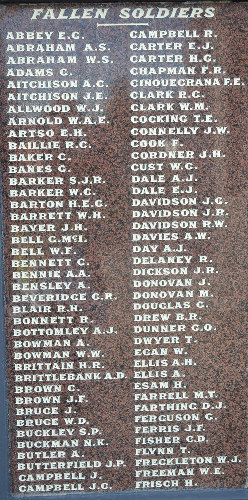 FALLEN SOLDIERS
ABBEY E.C.
ABRAHAM A.S.
ABRAHAM W.S.
ADAMS C.
AITCHISON A.C.
AITCHISON J.E.
ALLWOOD W.J.
ARNOLD W.A.E.
ARTSO E.H.
BAILLIE R.C.
BAKER C.
BANES G.
BARKER S.J.R.
BARKER W.C.
BARTON H.E.G.
BARRETT W.H.
BAVER J.H.
BELL G.McI.
BELL W.F.
BENNETT C.
BENNIE A.A.
BENSLEY A.
BEVERIDGE C.R.
BLAIR R.H.
BONNETT R.
BOTTOMLEY A.J.
BOWMAN A.
BOWMAN W.W.
BRITTAIN H.R.
BRITTLEBANK A.D.
BROWN C.
BROWN J.F.
BRUCE J.
BRUCE W.D.
BUCKLEY S.P.
BUCKMAN N.K.
BUTLER A.
BUTTERFIELD J.P.
CAMPBELL J.
CAMPBELL J.C.
CAMPBELL R.
CARTER E.J.
CARTER H.G.
CHAPMAN F.R.
CINQUEGRANA F.E.
CLARK R.C.
CLARK W.M.
COCKING T.E.
CONNELLY J.W.
COOK F.
CORDNER J.H.
CUST W.G.
DALE A.J.
DALE E.J.
DAVIDSON J.G.
DAVIDSON J.R.
DAVIDSON R.W.
DAVIES A.W.
DAY A.J.
DELANEY R.
DICKSON J.R.
DONOVAN J.
DONOVAN M.
DOUGLAS G.
DREW B.R.
DUNNER G.O.
DWYER T.
EGAN W.
ELLIS A.H.
ELLIS A.
ESAM H.
FARRELL M.T.
FARTHING D.J.
FERGUSON G.
FERRIS J.F.
FISHER C.D.
FLYNN T.
FRECKLETON W.J.
FREEMAN W.E.
FRISCH H.